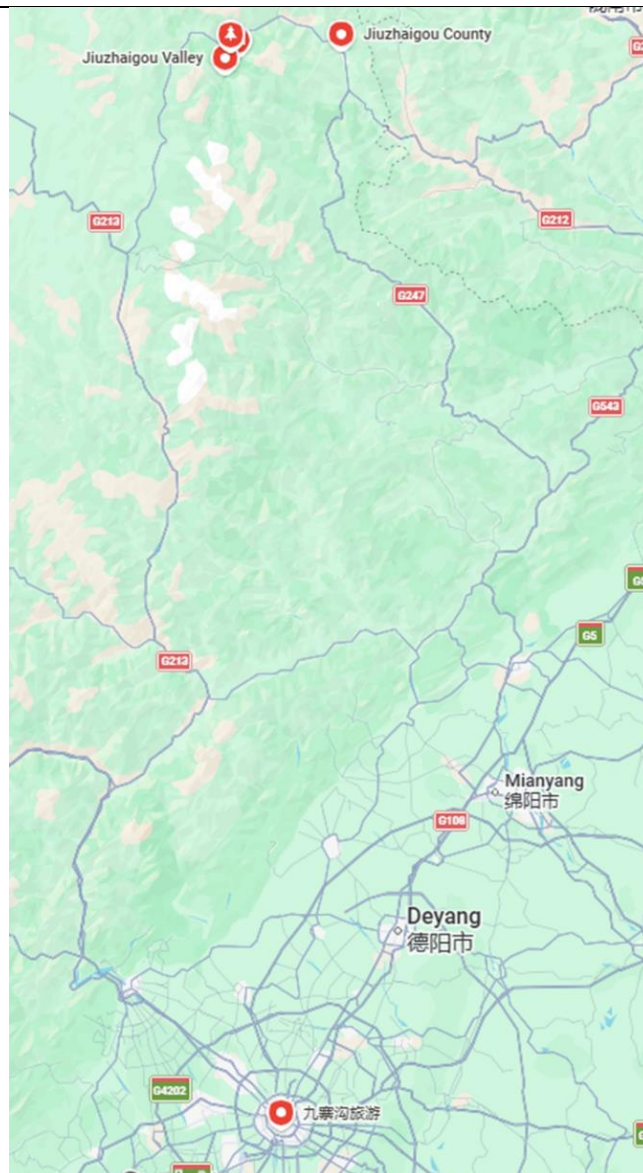 Jiuzhaigou County
Jiuzhaigou Valley
G213
G212
G247
G543
G5
G213
Mianyang
绵阳市
G108
Deyang
德阳市
G4202
九寨沟旅游